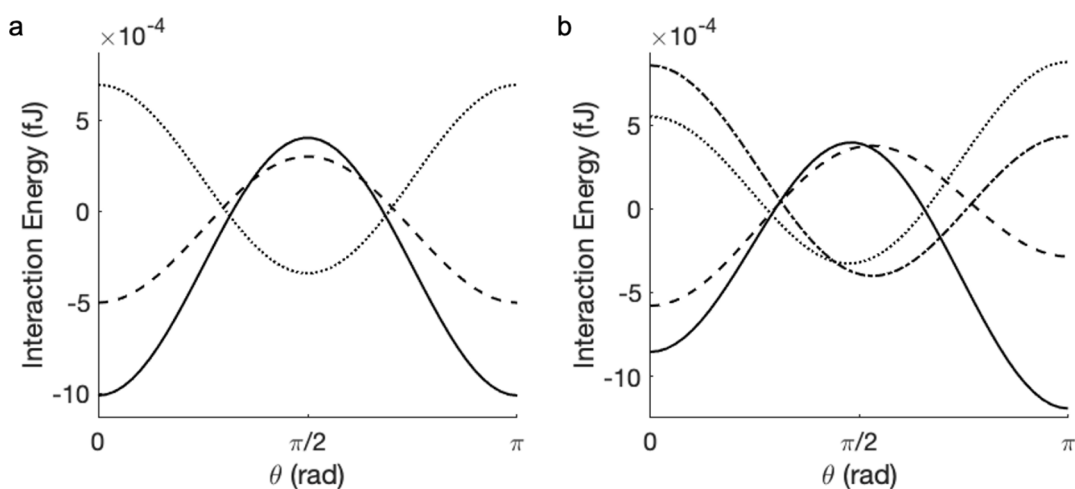 a
×10⁻⁴
Interaction Energy (fJ)
5
0
-5
-10
0
π/2
π
θ (rad)
b
×10⁻⁴
Interaction Energy (fJ)
5
0
-5
-10
0
π/2
π
θ (rad)